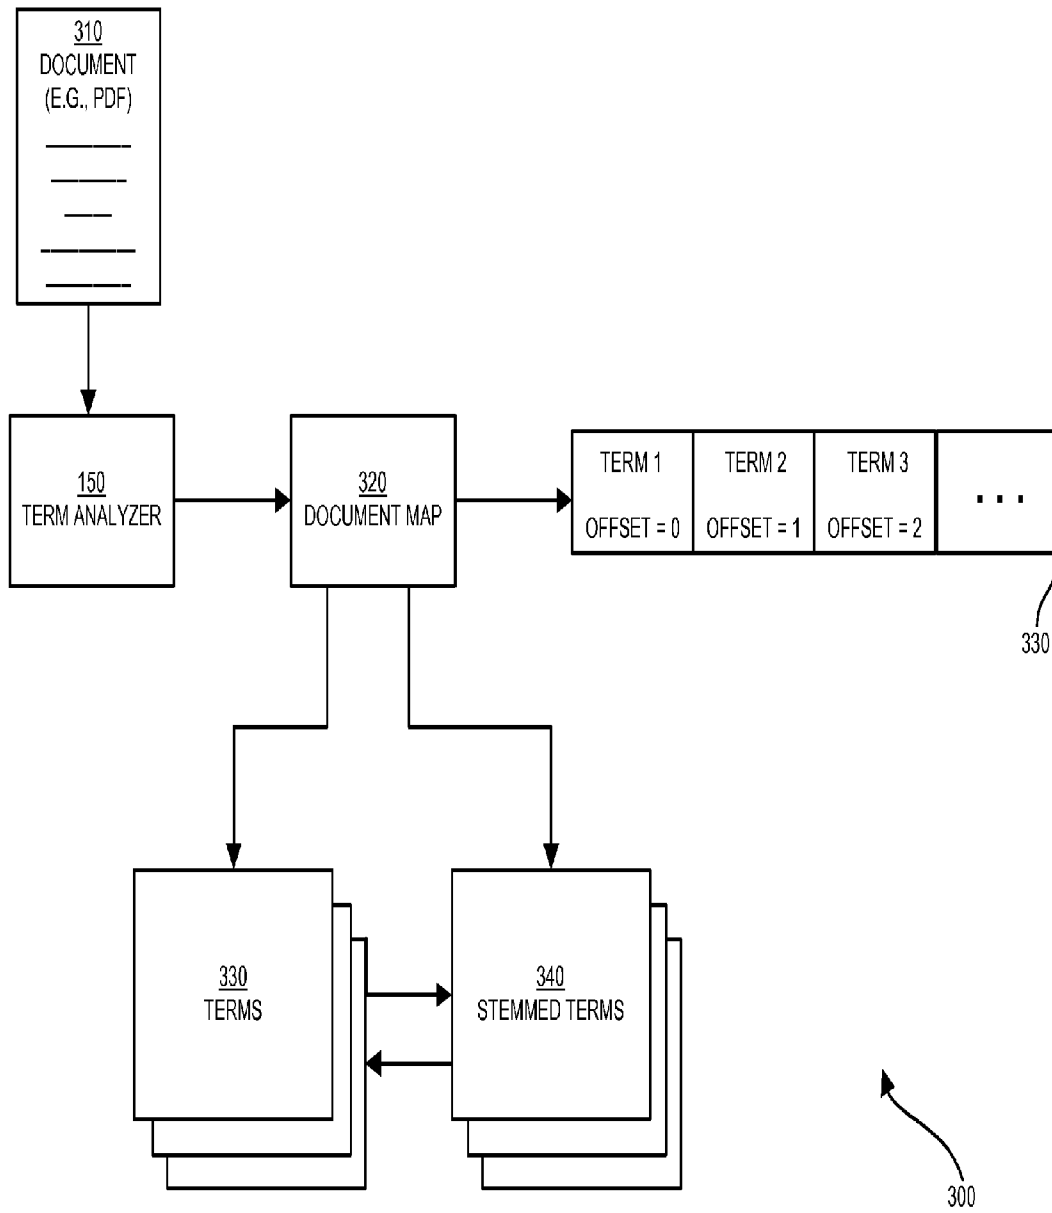 310
DOCUMENT
(E.G., PDF)
150
TERM ANALYZER
320
DOCUMENT MAP
TERM 1
OFFSET = 0
TERM 2
OFFSET = 1
TERM 3
OFFSET = 2
...
330
330
TERMS
340
STEMMED TERMS
300